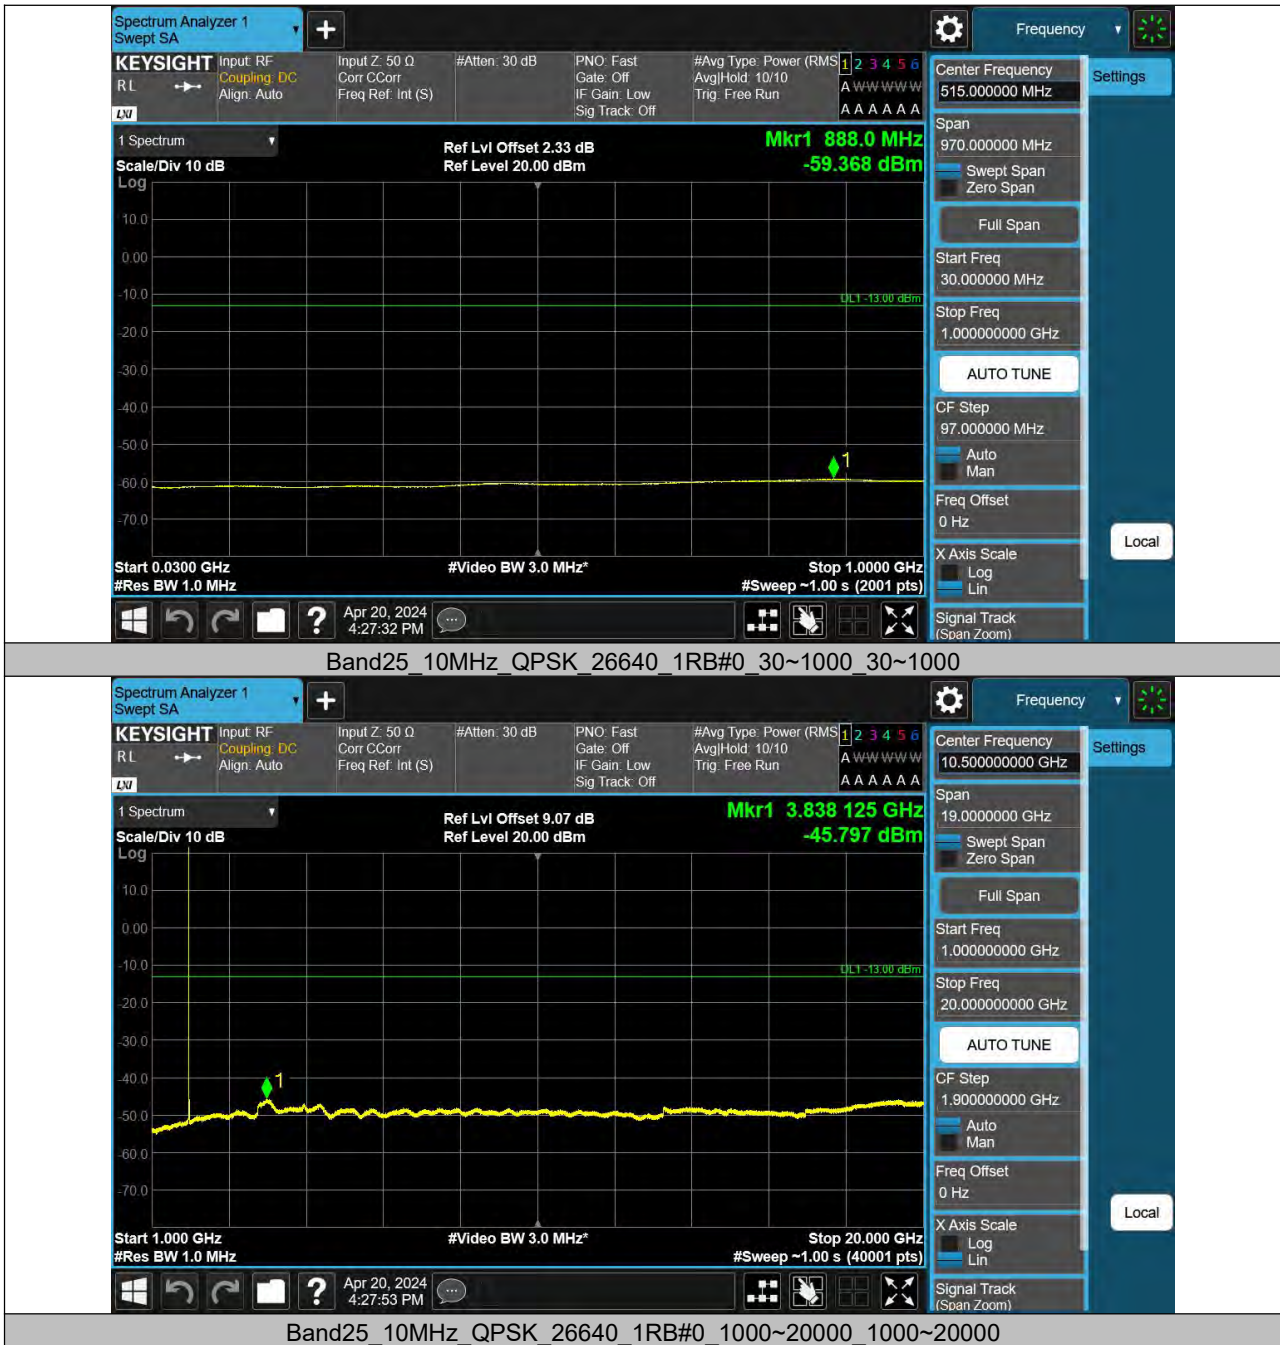 Spectrum Analyzer 1
Swept SA
Frequency
KEYSIGHT
RL
LXI
Input: RF
Coupling: DC
Align: Auto
Input Z: 50 Ω
Corr CCorr
Freq Ref: Int (S)
#Atten: 30 dB
PNO: Fast
Gate: Off
IF Gain: Low
Sig Track: Off
#Avg Type: Power (RMS
Avg|Hold: 10/10
Trig: Free Run
1 2 3 4 5 6
A W W W W W
A A A A A A
1 Spectrum
Scale/Div 10 dB
Ref Lvl Offset 2.33 dB
Ref Level 20.00 dBm
Mkr1 888.0 MHz
-59.368 dBm
Log
10.0
0.00
-10.0
-20.0
-30.0
-40.0
-50.0
-60.0
-70.0
DL1 -13.00 dBm
1
Start 0.0300 GHz
#Res BW 1.0 MHz
#Video BW 3.0 MHz*
Stop 1.0000 GHz
#Sweep ~1.00 s (2001 pts)
Apr 20, 2024
4:27:32 PM
Center Frequency
515.000000 MHz
Span
970.000000 MHz
Swept Span
Zero Span
Full Span
Start Freq
30.000000 MHz
Stop Freq
1.000000000 GHz
AUTO TUNE
CF Step
97.000000 MHz
Auto
Man
Freq Offset
0 Hz
X Axis Scale
Log
Lin
Signal Track
(Span Zoom)
Settings
Local
Band25_10MHz_QPSK_26640_1RB#0_30~1000_30~1000
Spectrum Analyzer 1
Swept SA
Frequency
KEYSIGHT
RL
LXI
Input: RF
Coupling: DC
Align: Auto
Input Z: 50 Ω
Corr CCorr
Freq Ref: Int (S)
#Atten: 30 dB
PNO: Fast
Gate: Off
IF Gain: Low
Sig Track: Off
#Avg Type: Power (RMS
Avg|Hold: 10/10
Trig: Free Run
1 2 3 4 5 6
A W W W W W
A A A A A A
1 Spectrum
Scale/Div 10 dB
Ref Lvl Offset 9.07 dB
Ref Level 20.00 dBm
Mkr1 3.838 125 GHz
-45.797 dBm
Log
10.0
0.00
-10.0
-20.0
-30.0
-40.0
-50.0
-60.0
-70.0
DL1 -13.00 dBm
1
Start 1.000 GHz
#Res BW 1.0 MHz
#Video BW 3.0 MHz*
Stop 20.000 GHz
#Sweep ~1.00 s (40001 pts)
Apr 20, 2024
4:27:53 PM
Center Frequency
10.500000000 GHz
Span
19.0000000 GHz
Swept Span
Zero Span
Full Span
Start Freq
1.000000000 GHz
Stop Freq
20.000000000 GHz
AUTO TUNE
CF Step
1.900000000 GHz
Auto
Man
Freq Offset
0 Hz
X Axis Scale
Log
Lin
Signal Track
(Span Zoom)
Settings
Local
Band25_10MHz_QPSK_26640_1RB#0_1000~20000_1000~20000